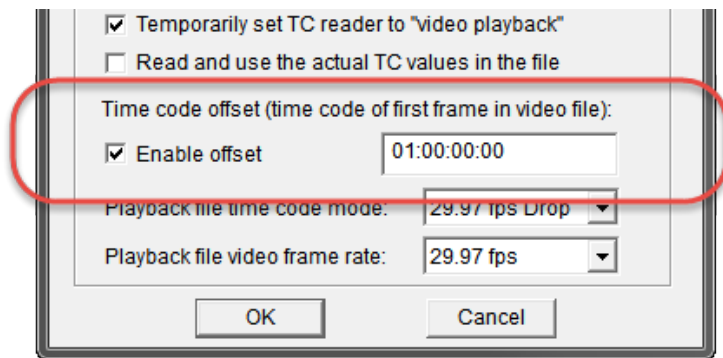 Temporarily set TC reader to "video playback"
Read and use the actual TC values in the file
Time code offset (time code of first frame in video file):
Enable offset 01:00:00:00
Playback file time code mode: 29.97 fps Drop
Playback file video frame rate: 29.97 fps
OK Cancel